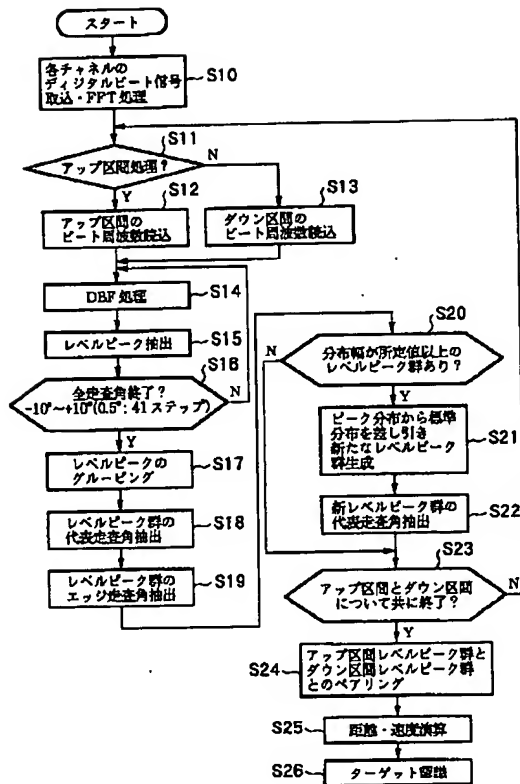 スタート
各チャネルの
ディジタルビート信号
取込・FFT処理
S10
S11
アップ区間処理?
N
Y
S12
アップ区間の
ビート周波数読込
S13
ダウン区間の
ビート周波数読込
DBF処理
S14
レベルピーク抽出
S15
S16
全走査角終了?
-10°~+10°(0.5°:41ステップ)
N
Y
レベルピークの
グルーピング
S17
レベルピーク群の
代表走査角抽出
S18
レベルピーク群の
エッジ走査角抽出
S19
S20
分布幅が所定値以上の
レベルピーク群あり?
N
Y
ピーク分布から標準
分布を差し引き
新たなレベルピーク
群生成
S21
新レベルピーク群の
代表走査角抽出
S22
S23
アップ区間とダウン区間
について共に終了?
N
Y
アップ区間レベルピーク群と
ダウン区間レベルピーク群
とのペアリング
S24
S25
距離・速度演算
S26
ターゲット認識